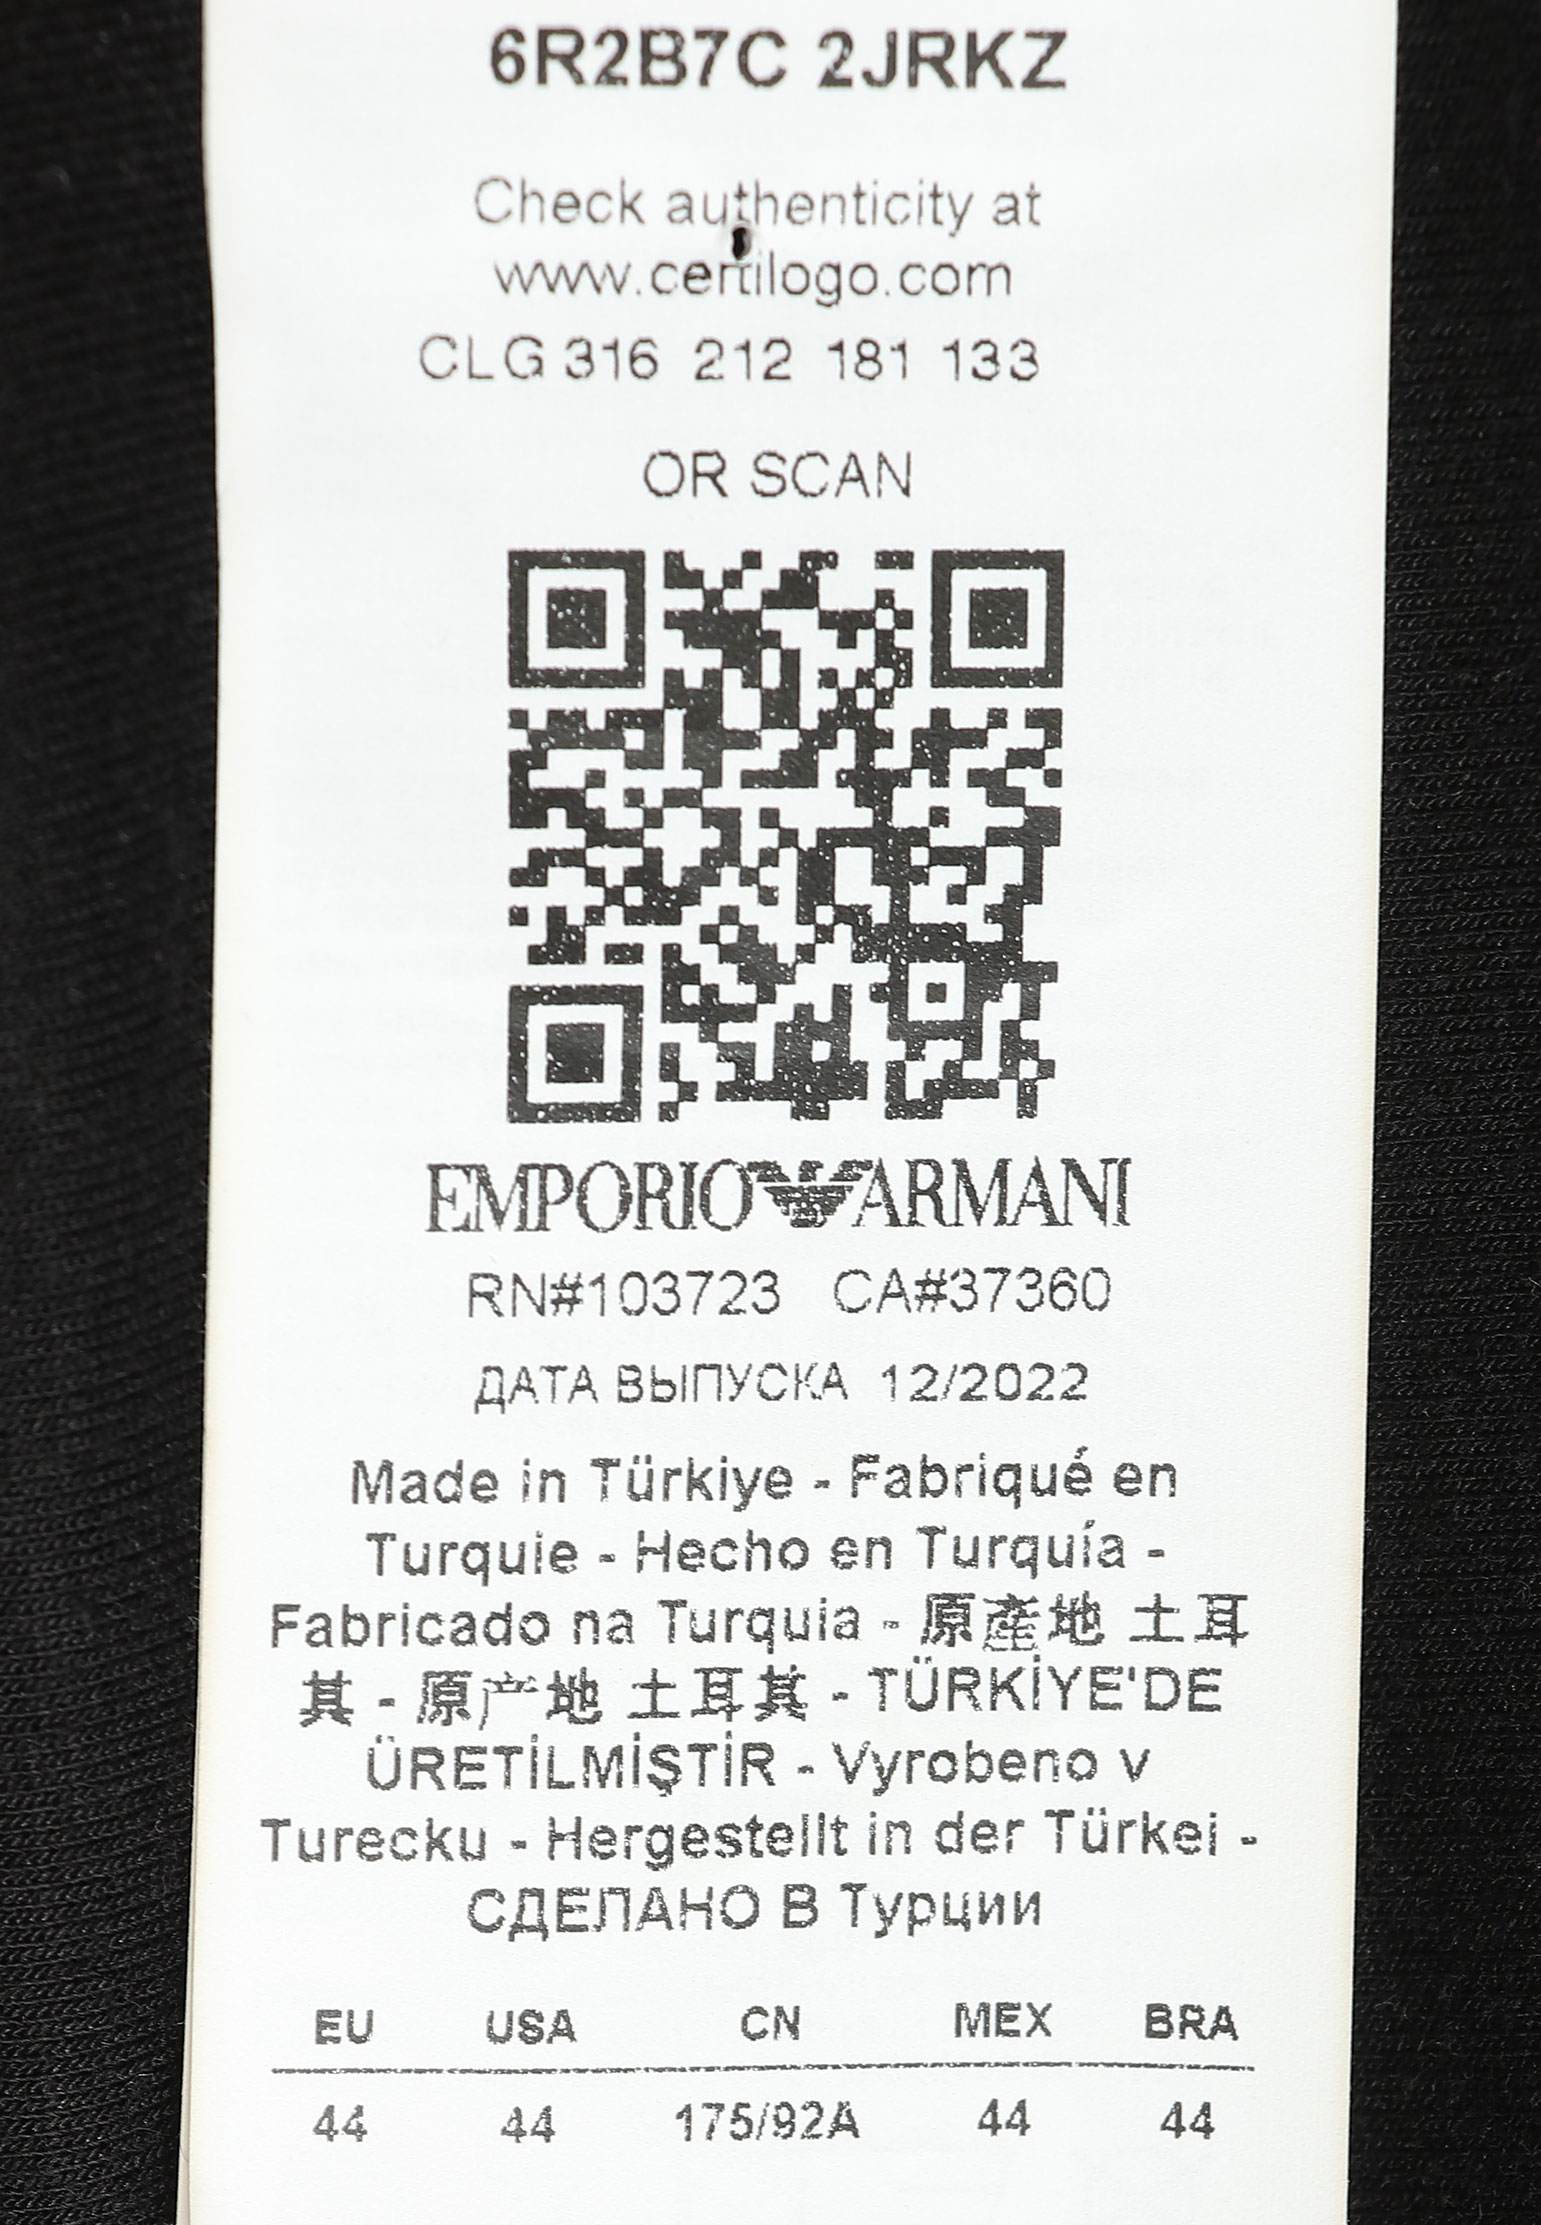 6R2B7C 2JRKZ
Check authenticity at
www.certilogo.com
CLG 316 212 181 133
OR SCAN
EMPORIO ARMANI
RN#103723 CA#37360
ДАТА ВЫПУСКА 12/2022
Made in Türkiye - Fabriqué en
Turquie - Hecho en Turquía -
Fabricado na Turquia - 原產地 土耳
其 - 原产地 土耳其 - TÜRKİYE'DE
ÜRETİLMİŞTİR - Vyrobeno v
Turecku - Hergestellt in der Türkei -
СДЕЛАНО В Турции
EU USA CN MEX BRA
44 44 175/92A 44 44